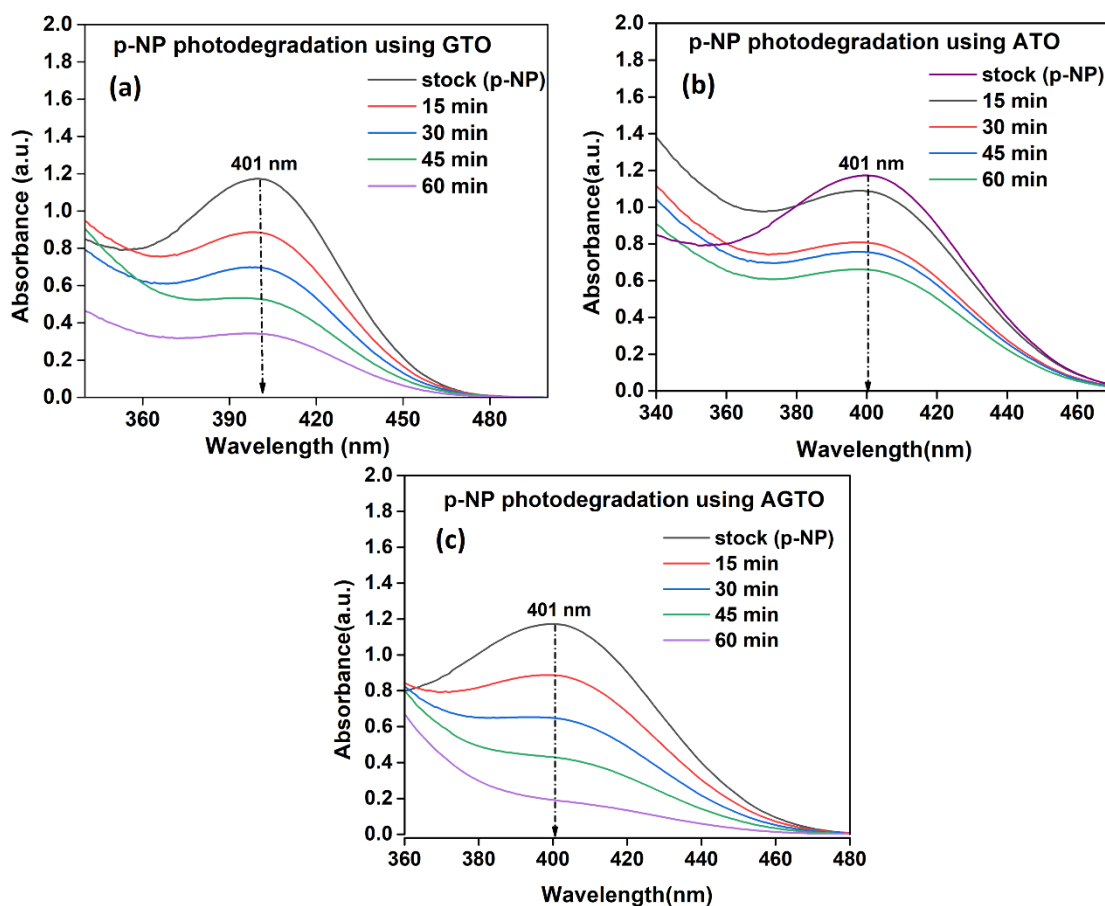 p-NP photodegradation using GTO
(a)
stock (p-NP)
15 min
30 min
45 min
60 min
401 nm
Absorbance (a.u.)
2.0
1.8
1.6
1.4
1.2
1.0
0.8
0.6
0.4
0.2
0.0
360 390 420 450 480
Wavelength (nm)
p-NP photodegradation using ATO
(b)
stock (p-NP)
15 min
30 min
45 min
60 min
401 nm
Absorbance(a.u.)
2.0
1.8
1.6
1.4
1.2
1.0
0.8
0.6
0.4
0.2
0.0
340 360 380 400 420 440 460
Wavelength(nm)
p-NP photodegradation using AGTO
(c)
stock (p-NP)
15 min
30 min
45 min
60 min
401 nm
Absorbance(a.u.)
2.0
1.8
1.6
1.4
1.2
1.0
0.8
0.6
0.4
0.2
0.0
360 380 400 420 440 460 480
Wavelength(nm)